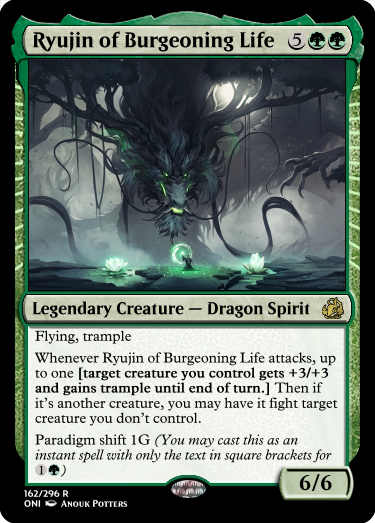 Ryujin of Burgeoning Life 5
Legendary Creature — Dragon Spirit
Flying, trample
Whenever Ryujin of Burgeoning Life attacks, up
to one [target creature you control gets +3/+3
and gains trample until end of turn.] Then if
it's another creature, you may have it fight target
creature you don't control.
Paradigm shift 1G (You may cast this as an
instant spell with only the text in square brackets for
1)
6/6
162/296 R
ONI Anouk Potters